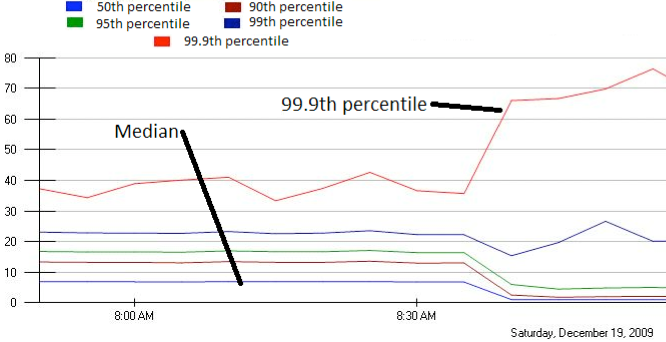 50th percentile 90th percentile
95th percentile 99th percentile
99.9th percentile
80
70
99.9th percentile
60
Median
50
40
30
20
10
0
8:00 AM 8:30 AM
Saturday, December 19, 2009